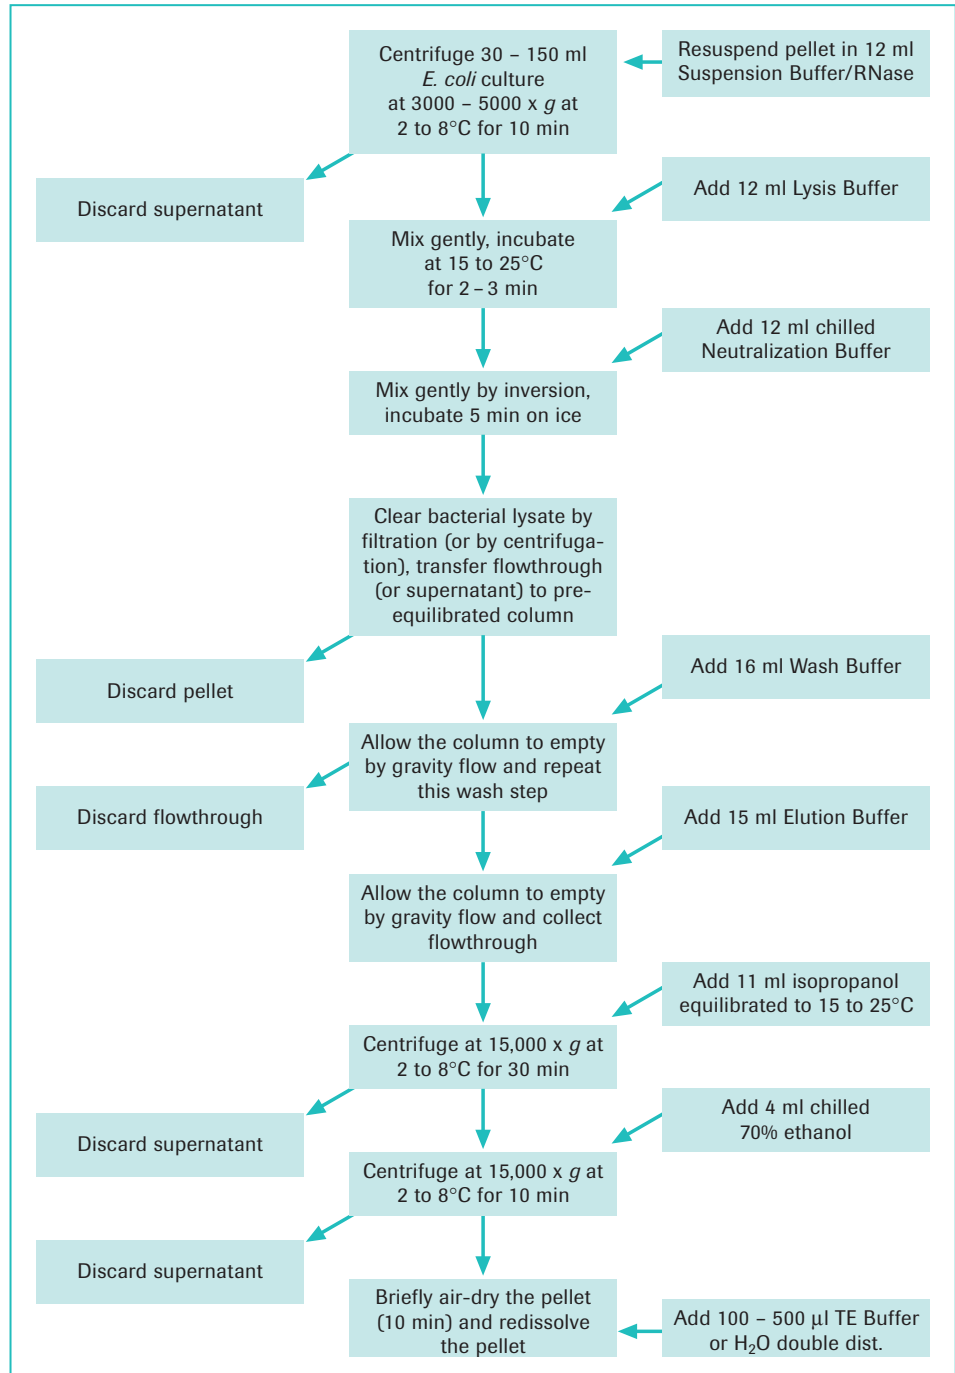 Centrifuge 30 – 150 ml
E. coli culture
at 3000 – 5000 x g at
2 to 8°C for 10 min
Resuspend pellet in 12 ml
Suspension Buffer/RNase
Discard supernatant
Add 12 ml Lysis Buffer
Mix gently, incubate
at 15 to 25°C
for 2 – 3 min
Add 12 ml chilled
Neutralization Buffer
Mix gently by inversion,
incubate 5 min on ice
Clear bacterial lysate by
filtration (or by centrifuga-
tion), transfer flowthrough
(or supernatant) to pre-
equilibrated column
Discard pellet
Add 16 ml Wash Buffer
Allow the column to empty
by gravity flow and repeat
this wash step
Discard flowthrough
Add 15 ml Elution Buffer
Allow the column to empty
by gravity flow and collect
flowthrough
Add 11 ml isopropanol
equilibrated to 15 to 25°C
Centrifuge at 15,000 x g at
2 to 8°C for 30 min
Discard supernatant
Add 4 ml chilled
70% ethanol
Centrifuge at 15,000 x g at
2 to 8°C for 10 min
Discard supernatant
Briefly air-dry the pellet
(10 min) and redissolve
the pellet
Add 100 – 500 µl TE Buffer
or H₂O double dist.